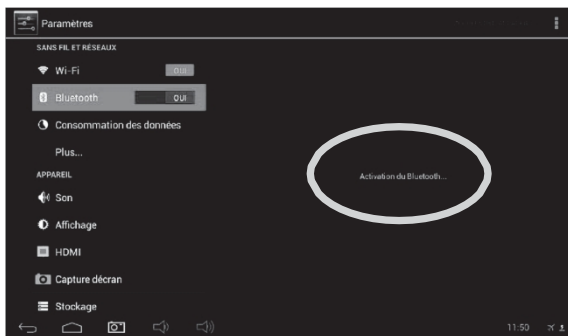 Paramètres
SANS FIL ET RÉSEAUX
Wi-Fi OUI
Bluetooth OUI
Consommation des données
Plus...
APPAREIL
Activation du Bluetooth...
Son
Affichage
HDMI
Capture décran
Stockage
11:50